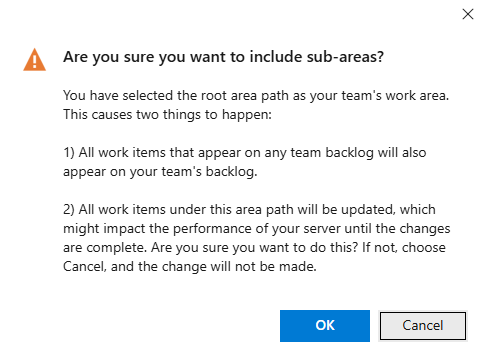 Are you sure you want to include sub-areas?
You have selected the root area path as your team's work area.
This causes two things to happen:
1) All work items that appear on any team backlog will also
appear on your team's backlog.
2) All work items under this area path will be updated, which
might impact the performance of your server until the changes
are complete. Are you sure you want to do this? If not, choose
Cancel, and the change will not be made.
OK
Cancel